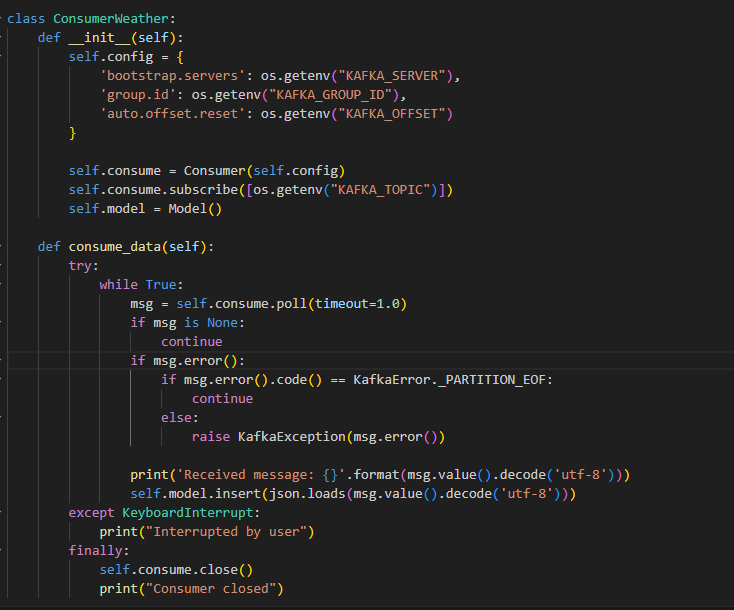 class ConsumerWeather:
    def __init__(self):
        self.config = {
            'bootstrap.servers': os.getenv("KAFKA_SERVER"),
            'group.id': os.getenv("KAFKA_GROUP_ID"),
            'auto.offset.reset': os.getenv("KAFKA_OFFSET")
        }

        self.consume = Consumer(self.config)
        self.consume.subscribe([os.getenv("KAFKA_TOPIC")])
        self.model = Model()

    def consume_data(self):
        try:
            while True:
                msg = self.consume.poll(timeout=1.0)
                if msg is None:
                    continue
                if msg.error():
                    if msg.error().code() == KafkaError._PARTITION_EOF:
                        continue
                    else:
                        raise KafkaException(msg.error())

                print('Received message: {}'.format(msg.value().decode('utf-8')))
                self.model.insert(json.loads(msg.value().decode('utf-8')))
        except KeyboardInterrupt:
            print("Interrupted by user")
        finally:
            self.consume.close()
            print("Consumer closed")